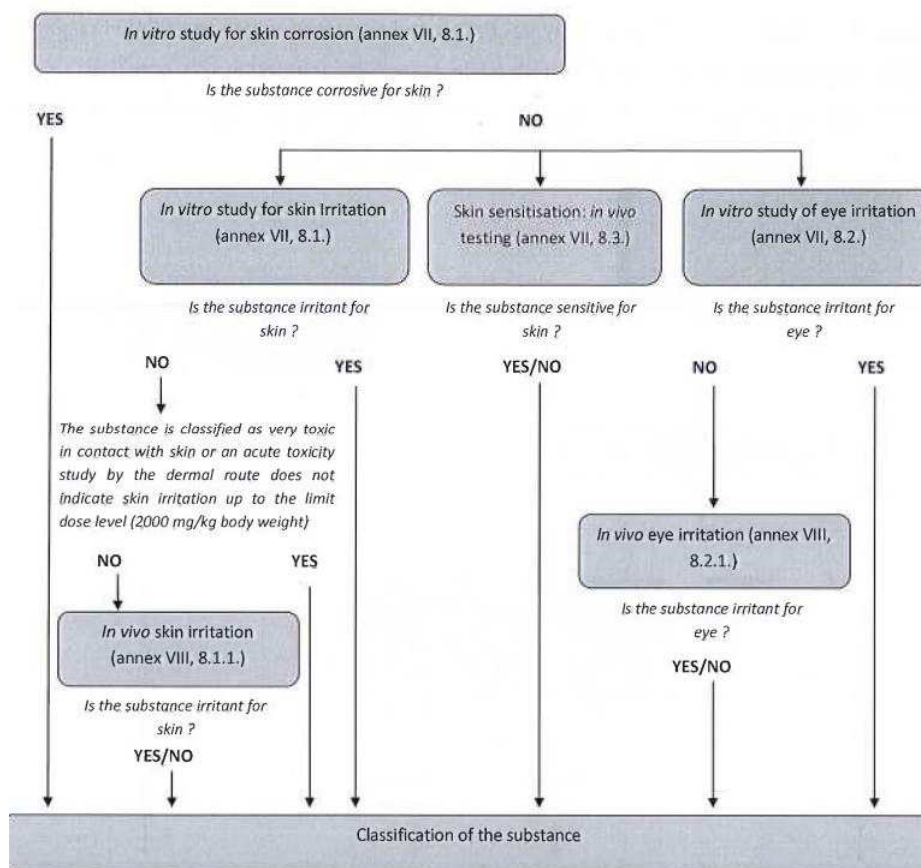 In vitro study for skin corrosion (annex VII, 8.1.)
Is the substance corrosive for skin ?
YES
NO
In vitro study for skin Irritation
(annex VII, 8.1.)
Skin sensitisation: in vivo
testing (annex VII, 8.3.)
In vitro study of eye irritation
(annex VII, 8.2.)
Is the substance irritant for
skin ?
Is the substance sensitive for
skin ?
Is the substance irritant for
eye ?
NO
YES
YES/NO
NO
YES
The substance is classified as very toxic
in contact with skin or an acute toxicity
study by the dermal route does not
indicate skin irritation up to the limit
dose level (2000 mg/kg body weight)
NO
YES
In vivo eye irritation (annex VIII,
8.2.1.)
Is the substance irritant for
eye ?
YES/NO
In vivo skin irritation
(annex VIII, 8.1.1.)
Is the substance irritant for
skin ?
YES/NO
Classification of the substance